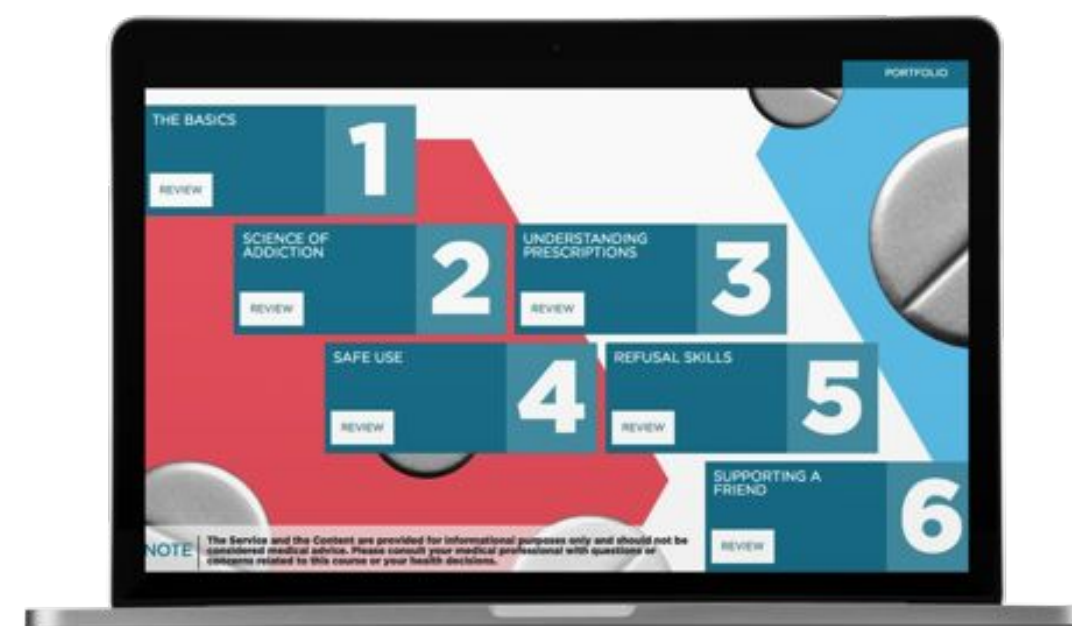 PORTFOLIO
THE BASICS
1
REVIEW
SCIENCE OF
ADDICTION
2
REVIEW
UNDERSTANDING
PRESCRIPTIONS
3
REVIEW
SAFE USE
4
REVIEW
REFUSAL SKILLS
5
REVIEW
SUPPORTING A
FRIEND
6
REVIEW
NOTE
The Service and the Content are provided for informational purposes only and should not be
considered medical advice. Please consult your medical professional with questions or
concerns related to this course or your health decisions.